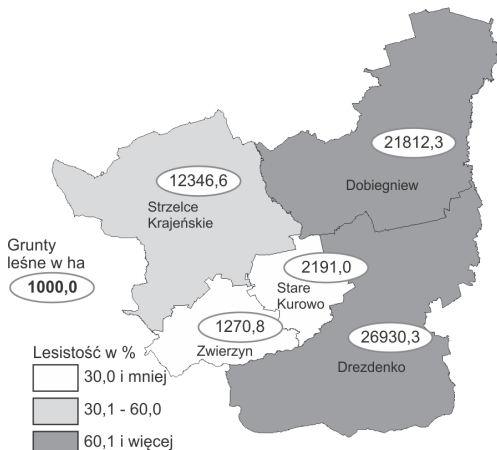 21812,3
Dobiegniew
12346,6
Strzelce
Krajeńskie
Grunty
leśne w ha
1000,0
2191,0
Stare
Kurowo
1270,8
Zwierzyn
26930,3
Drezdenko
Lesistość w %
30,0 i mniej
30,1 - 60,0
60,1 i więcej